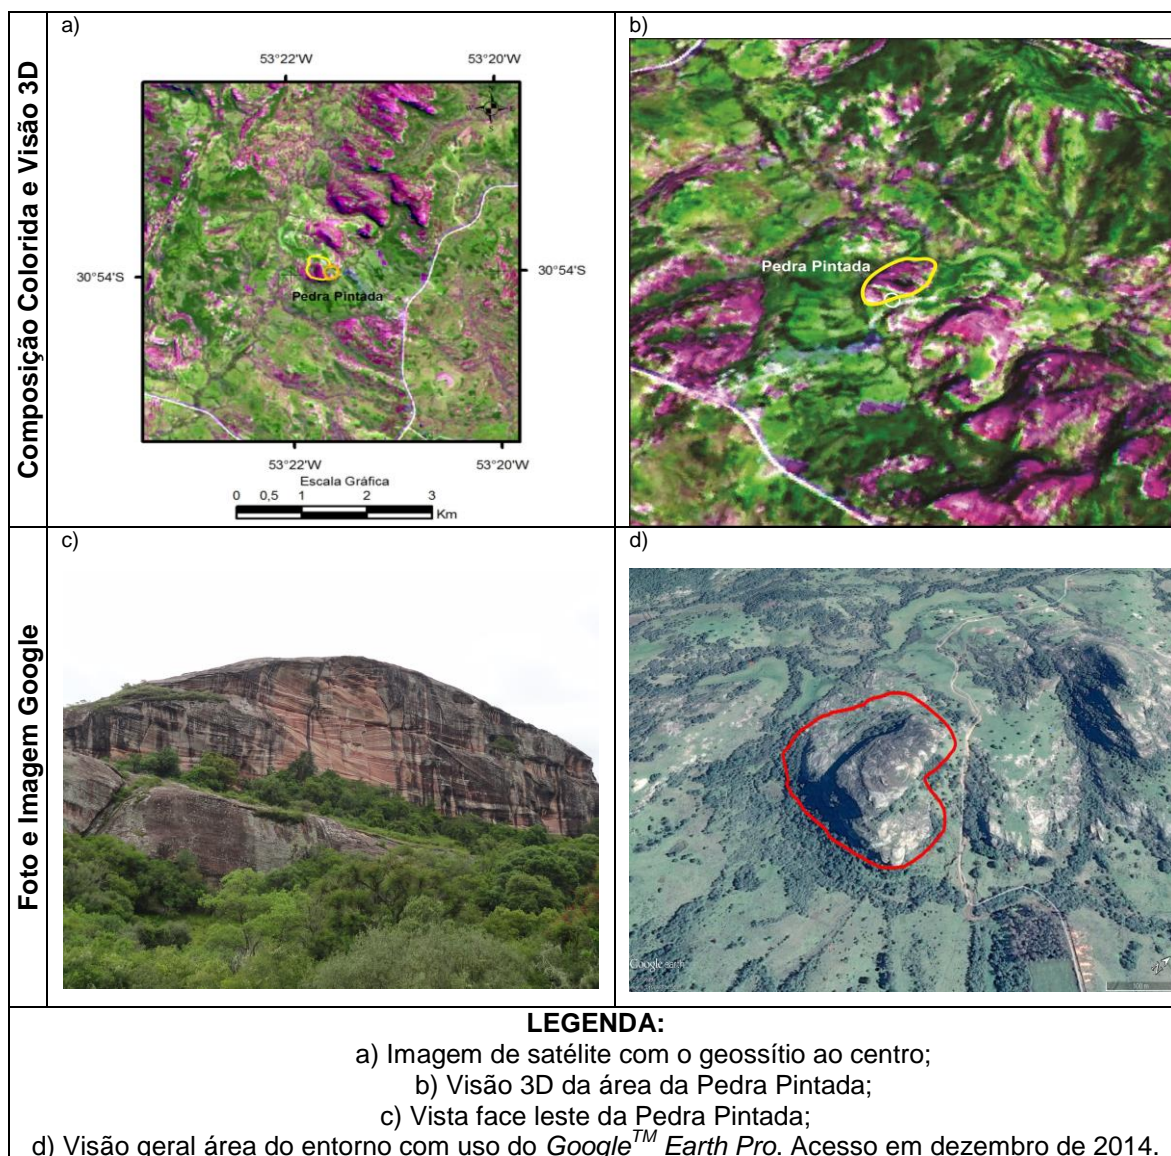 Composição Colorida e Visão 3D
a)
53°22'W
53°20'W
30°54'S
30°54'S
Pedra Pintada
53°22'W
53°20'W
Escala Gráfica
0 0,5 1 2 3
Km
b)
Pedra Pintada
Foto e Imagem Google
c)
d)
Google earth
LEGENDA:
a) Imagem de satélite com o geossítio ao centro;
b) Visão 3D da área da Pedra Pintada;
c) Vista face leste da Pedra Pintada;
d) Visão geral área do entorno com uso do Google™ Earth Pro. Acesso em dezembro de 2014.